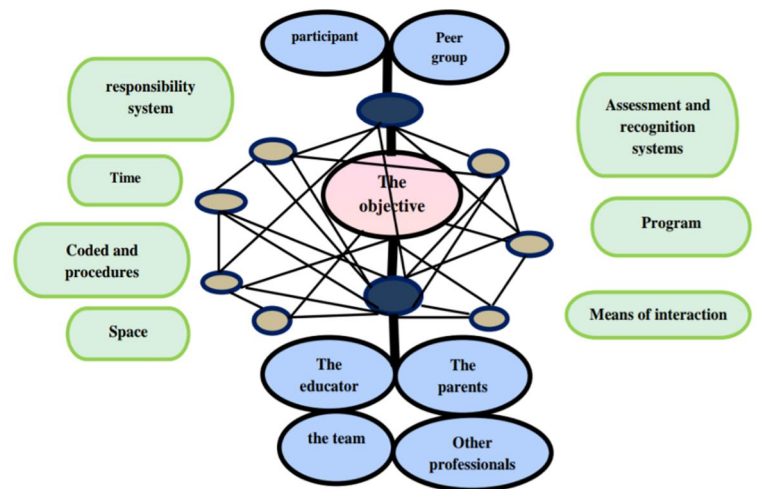 participant
Peer
group
responsibility
system
Assessment and
recognition
systems
Time
The
objective
Program
Coded and
procedures
Space
Means of interaction
The
educator
The
parents
the team
Other
professionals